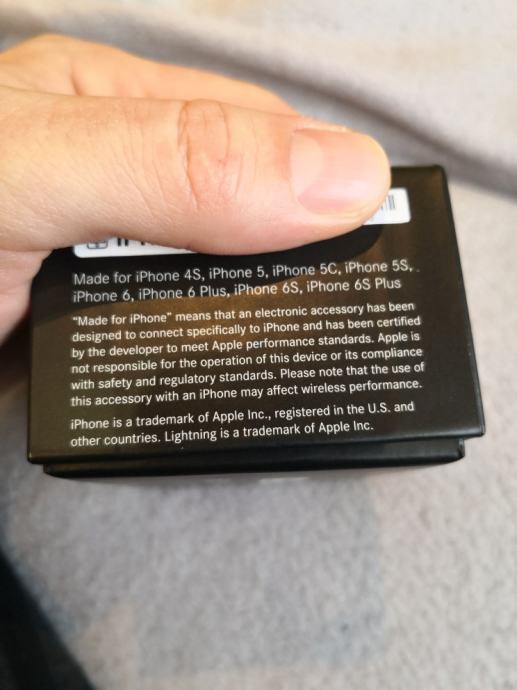 Made for iPhone 4S, iPhone 5, iPhone 5C, iPhone 5S,
iPhone 6, iPhone 6 Plus, iPhone 6S, iPhone 6S Plus
“Made for iPhone” means that an electronic accessory has been
designed to connect specifically to iPhone and has been certified
by the developer to meet Apple performance standards. Apple is
not responsible for the operation of this device or its compliance
with safety and regulatory standards. Please note that the use of
this accessory with an iPhone may affect wireless performance.
iPhone is a trademark of Apple Inc., registered in the U.S. and
other countries. Lightning is a trademark of Apple Inc.